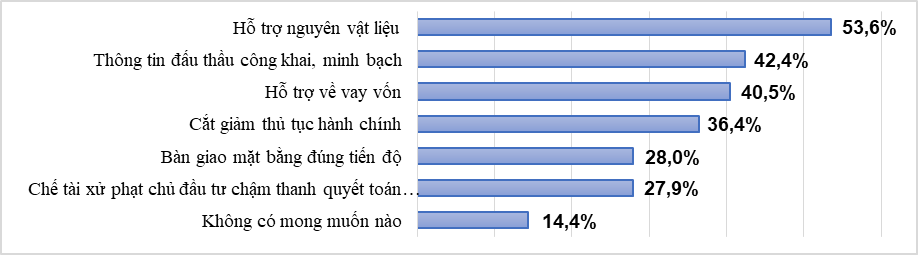 Hỗ trợ nguyên vật liệu 53,6%
Thông tin đấu thầu công khai, minh bạch 42,4%
Hỗ trợ về vay vốn 40,5%
Cắt giảm thủ tục hành chính 36,4%
Bàn giao mặt bằng đúng tiến độ 28,0%
Chế tài xử phạt chủ đầu tư chậm thanh quyết toán… 27,9%
Không có mong muốn nào 14,4%